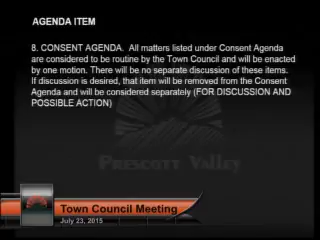 AGENDA ITEM
8. CONSENT AGENDA. All matters listed under Consent Agenda
are considered to be routine by the Town Council and will be enacted
by one motion. There will be no separate discussion of these items.
If discussion is desired, that item will be removed from the Consent
Agenda and will be considered separately (FOR DISCUSSION AND
POSSIBLE ACTION)
PRESCOTT VALLEY
Town Council Meeting
July 23, 2015